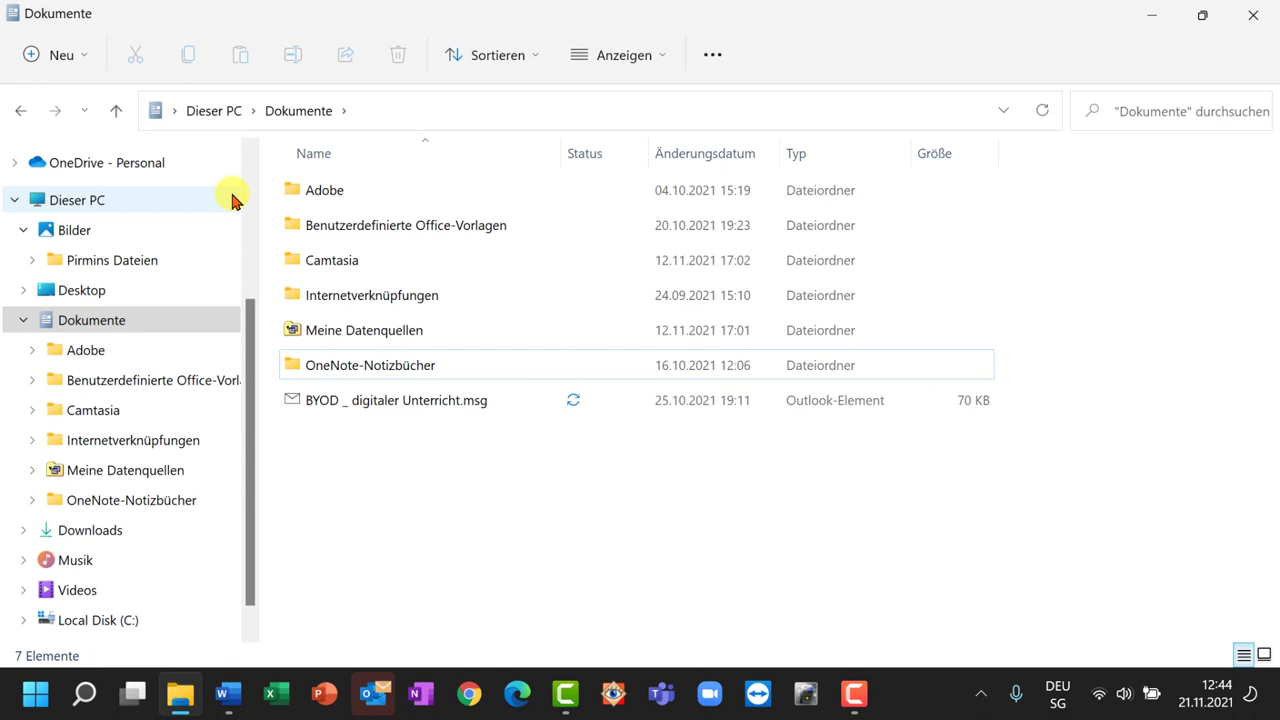 Dokumente
Neu
Sortieren
Anzeigen
Dieser PC
Dokumente
"Dokumente" durchsuchen
OneDrive - Personal
Dieser PC
Bilder
Pirmins Dateien
Desktop
Dokumente
Adobe
Benutzerdefinierte Office-Vorl
Camtasia
Internetverknüpfungen
Meine Datenquellen
OneNote-Notizbücher
Downloads
Musik
Videos
Local Disk (C:)
Name Status Änderungsdatum Typ Größe
Adobe 04.10.2021 15:19 Dateiordner
Benutzerdefinierte Office-Vorlagen 20.10.2021 19:23 Dateiordner
Camtasia 12.11.2021 17:02 Dateiordner
Internetverknüpfungen 24.09.2021 15:10 Dateiordner
Meine Datenquellen 12.11.2021 17:01 Dateiordner
OneNote-Notizbücher 16.10.2021 12:06 Dateiordner
BYOD _ digitaler Unterricht.msg 25.10.2021 19:11 Outlook-Element 70 KB
7 Elemente
DEU
SG
12:44
21.11.2021